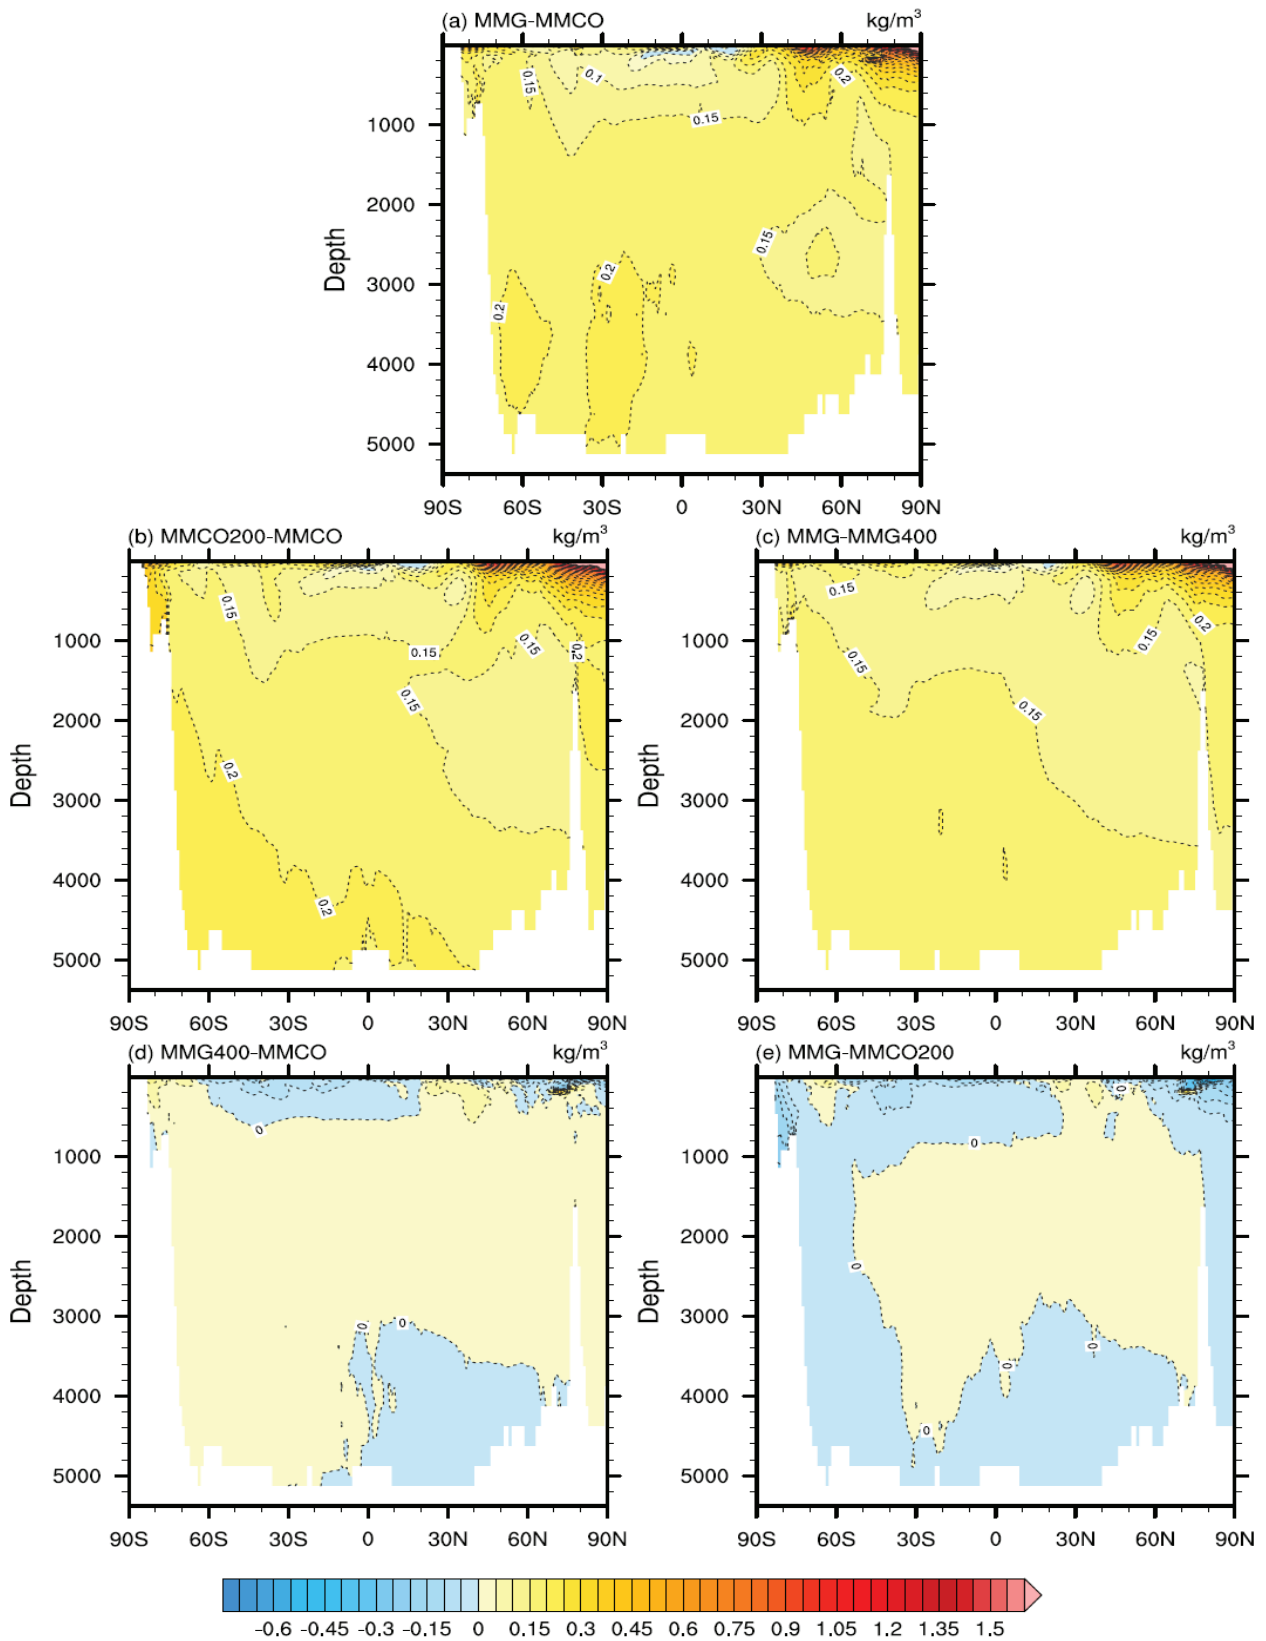 (a) MMG-MMCO kg/m³
0.15 0.1 0.2
0.15
0.15
0.2
0.2
Depth
1000
2000
3000
4000
5000
90S 60S 30S 0 30N 60N 90N
(b) MMCO200-MMCO kg/m³
0.15
0.15 0.15 0.2
0.15
0.2
0.2
Depth
1000
2000
3000
4000
5000
90S 60S 30S 0 30N 60N 90N
(c) MMG-MMG400 kg/m³
0.15
0.15 0.15 0.2
0.15
Depth
1000
2000
3000
4000
5000
90S 60S 30S 0 30N 60N 90N
(d) MMG400-MMCO kg/m³
0
0 0
Depth
1000
2000
3000
4000
5000
90S 60S 30S 0 30N 60N 90N
(e) MMG-MMCO200 kg/m³
0
0
0
0 0
0
Depth
1000
2000
3000
4000
5000
90S 60S 30S 0 30N 60N 90N
-0.6 -0.45 -0.3 -0.15 0 0.15 0.3 0.45 0.6 0.75 0.9 1.05 1.2 1.35 1.5